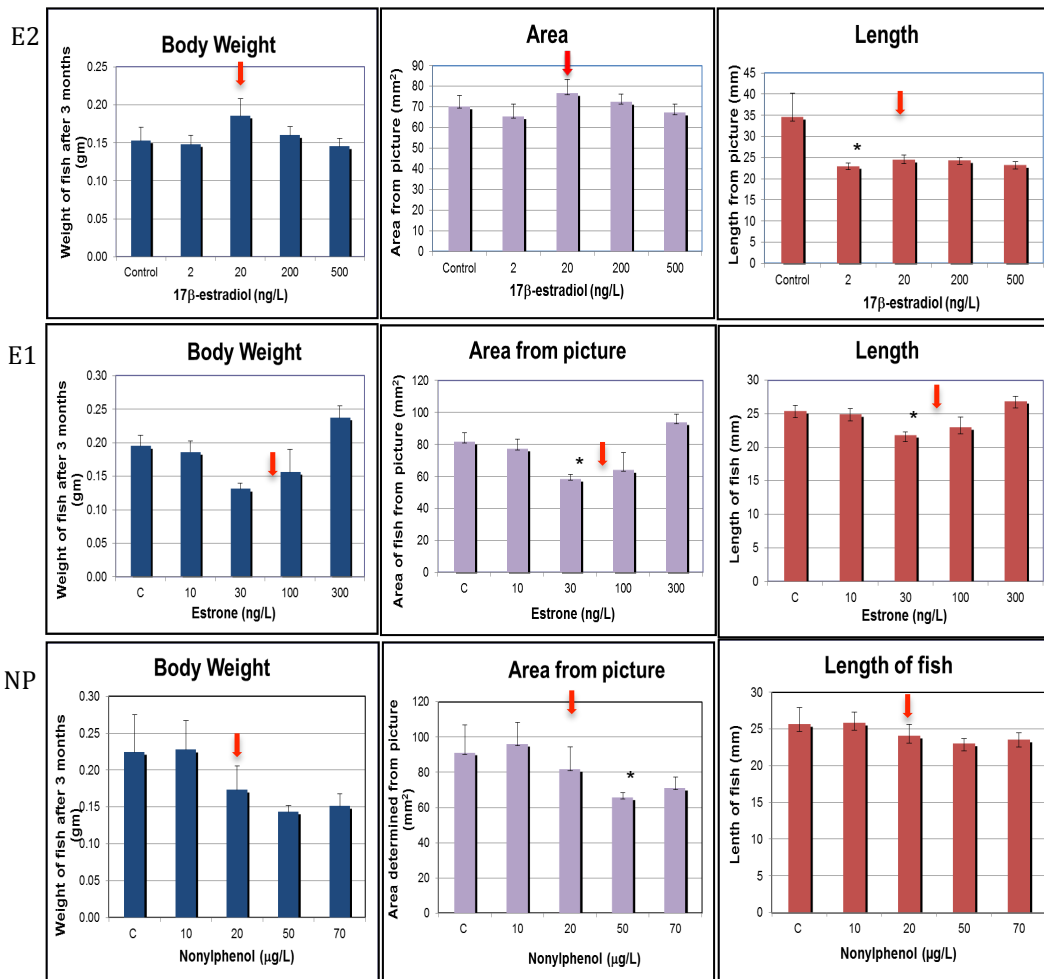 E2
Body Weight
Weight of fish after 3 months
(gm)
0.25
0.20
0.15
0.10
0.05
0.00
Control 2 20 200 500
17β-estradiol (ng/L)
Area
Area from picture (mm²)
90
80
70
60
50
40
30
20
10
0
Control 2 20 200 500
17β-estradiol (ng/L)
Length
Length from picture (mm)
45
40
35
30
25
20
15
10
5
0
*
Control 2 20 200 500
17β-estradiol (ng/L)
E1
Body Weight
Weight of fish after 3 months
(gm)
0.30
0.25
0.20
0.15
0.10
0.05
0.00
C 10 30 100 300
Estrone (ng/L)
Area from picture
Area of fish from picture (mm²)
120
100
80
60
40
20
0
*
C 10 30 100 300
Estrone (ng/L)
Length
Length of fish (mm)
30
25
20
15
10
5
0
*
C 10 30 100 300
Estrone (ng/L)
NP
Body Weight
Weight of fish after 3 months
(gm)
0.30
0.25
0.20
0.15
0.10
0.05
0.00
C 10 20 50 70
Nonylphenol (µg/L)
Area from picture
Area determined from picture
(mm²)
120
100
80
60
40
20
0
*
C 10 20 50 70
Nonylphenol (µg/L)
Length of fish
Lenth of fish (mm)
30
25
20
15
10
5
0
C 10 20 50 70
Nonylphenol (µg/L)